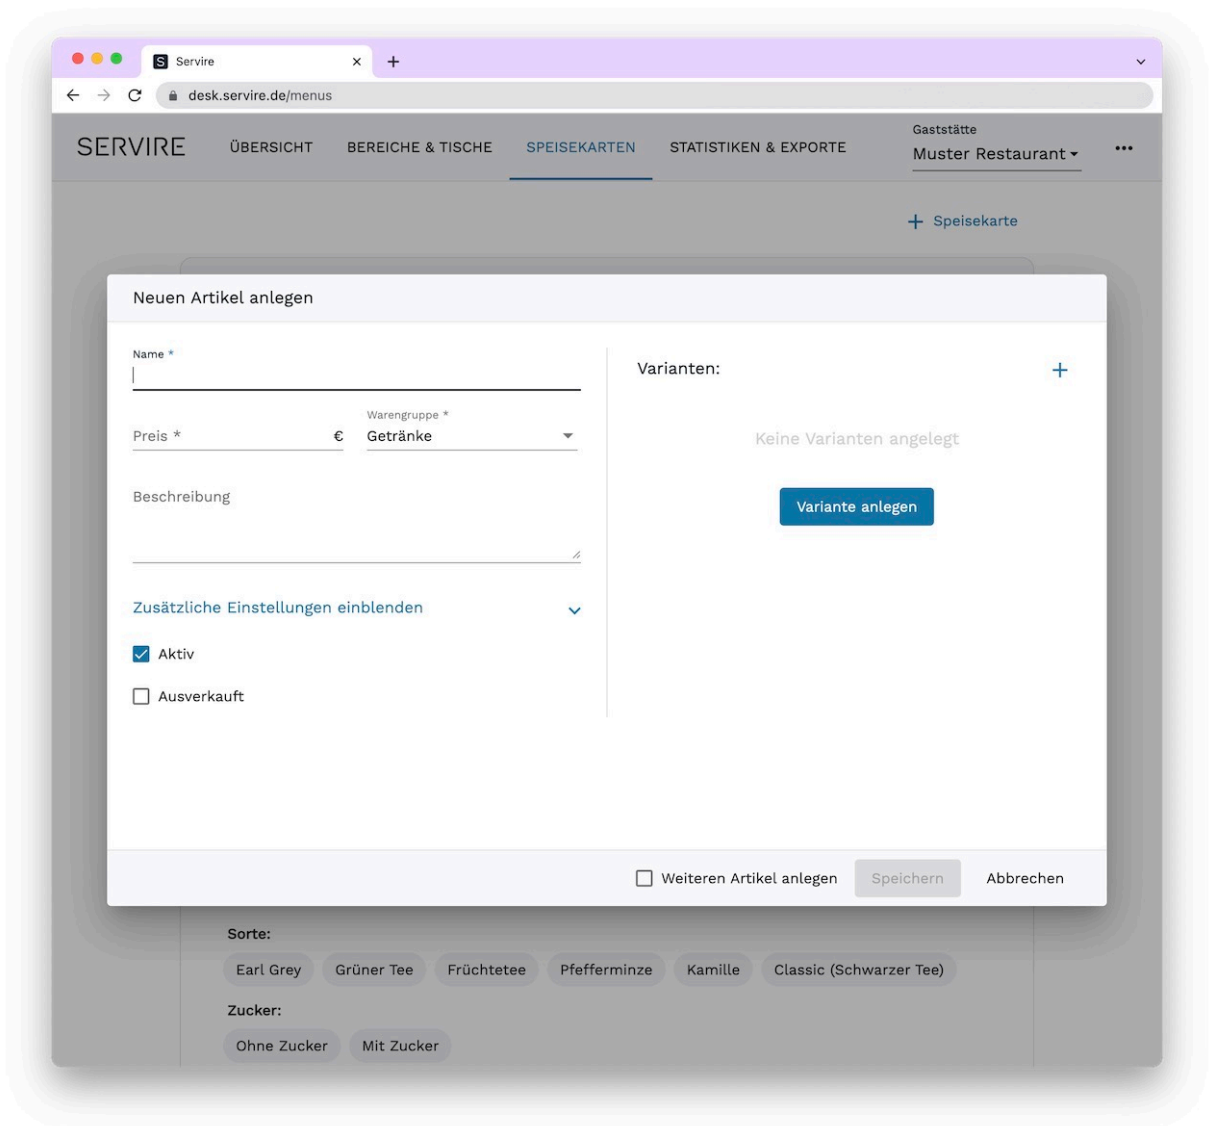 S Servire
desk.servire.de/menus
SERVIRE ÜBERSICHT BEREICHE & TISCHE SPEISEKARTEN STATISTIKEN & EXPORTE
Gaststätte
Muster Restaurant
+ Speisekarte
Neuen Artikel anlegen
Name *
Preis * €
Warengruppe *
Getränke
Beschreibung
Zusätzliche Einstellungen einblenden
Aktiv
Ausverkauft
Varianten:
Keine Varianten angelegt
Variante anlegen
Weiteren Artikel anlegen Speichern Abbrechen
Sorte:
Earl Grey Grüner Tee Früchtetee Pfefferminze Kamille Classic (Schwarzer Tee)
Zucker:
Ohne Zucker Mit Zucker